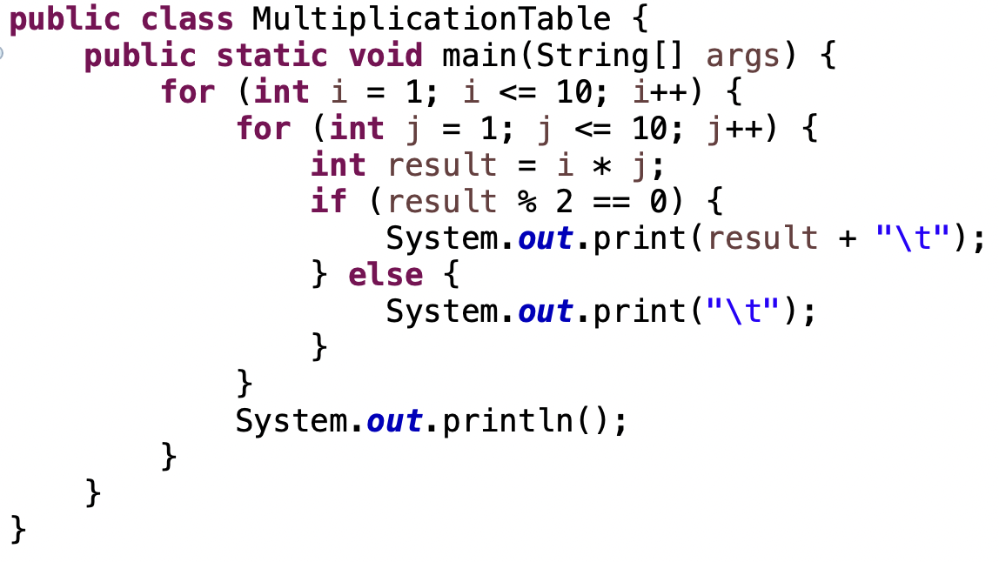 public class MultiplicationTable {
    public static void main(String[] args) {
        for (int i = 1; i <= 10; i++) {
            for (int j = 1; j <= 10; j++) {
                int result = i * j;
                if (result % 2 == 0) {
                    System.out.print(result + "\t");
                } else {
                    System.out.print("\t");
                }
            }
            System.out.println();
        }
    }
}